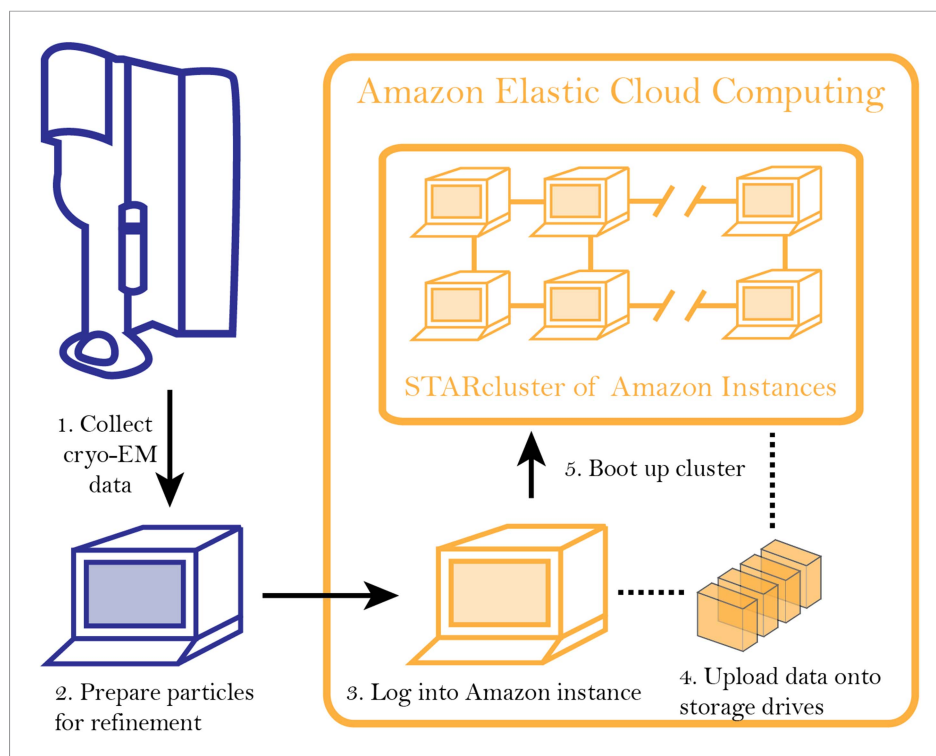 Amazon Elastic Cloud Computing
STARcluster of Amazon Instances
1. Collect
cryo-EM
data
5. Boot up cluster
2. Prepare particles
for refinement
3. Log into Amazon instance
4. Upload data onto
storage drives